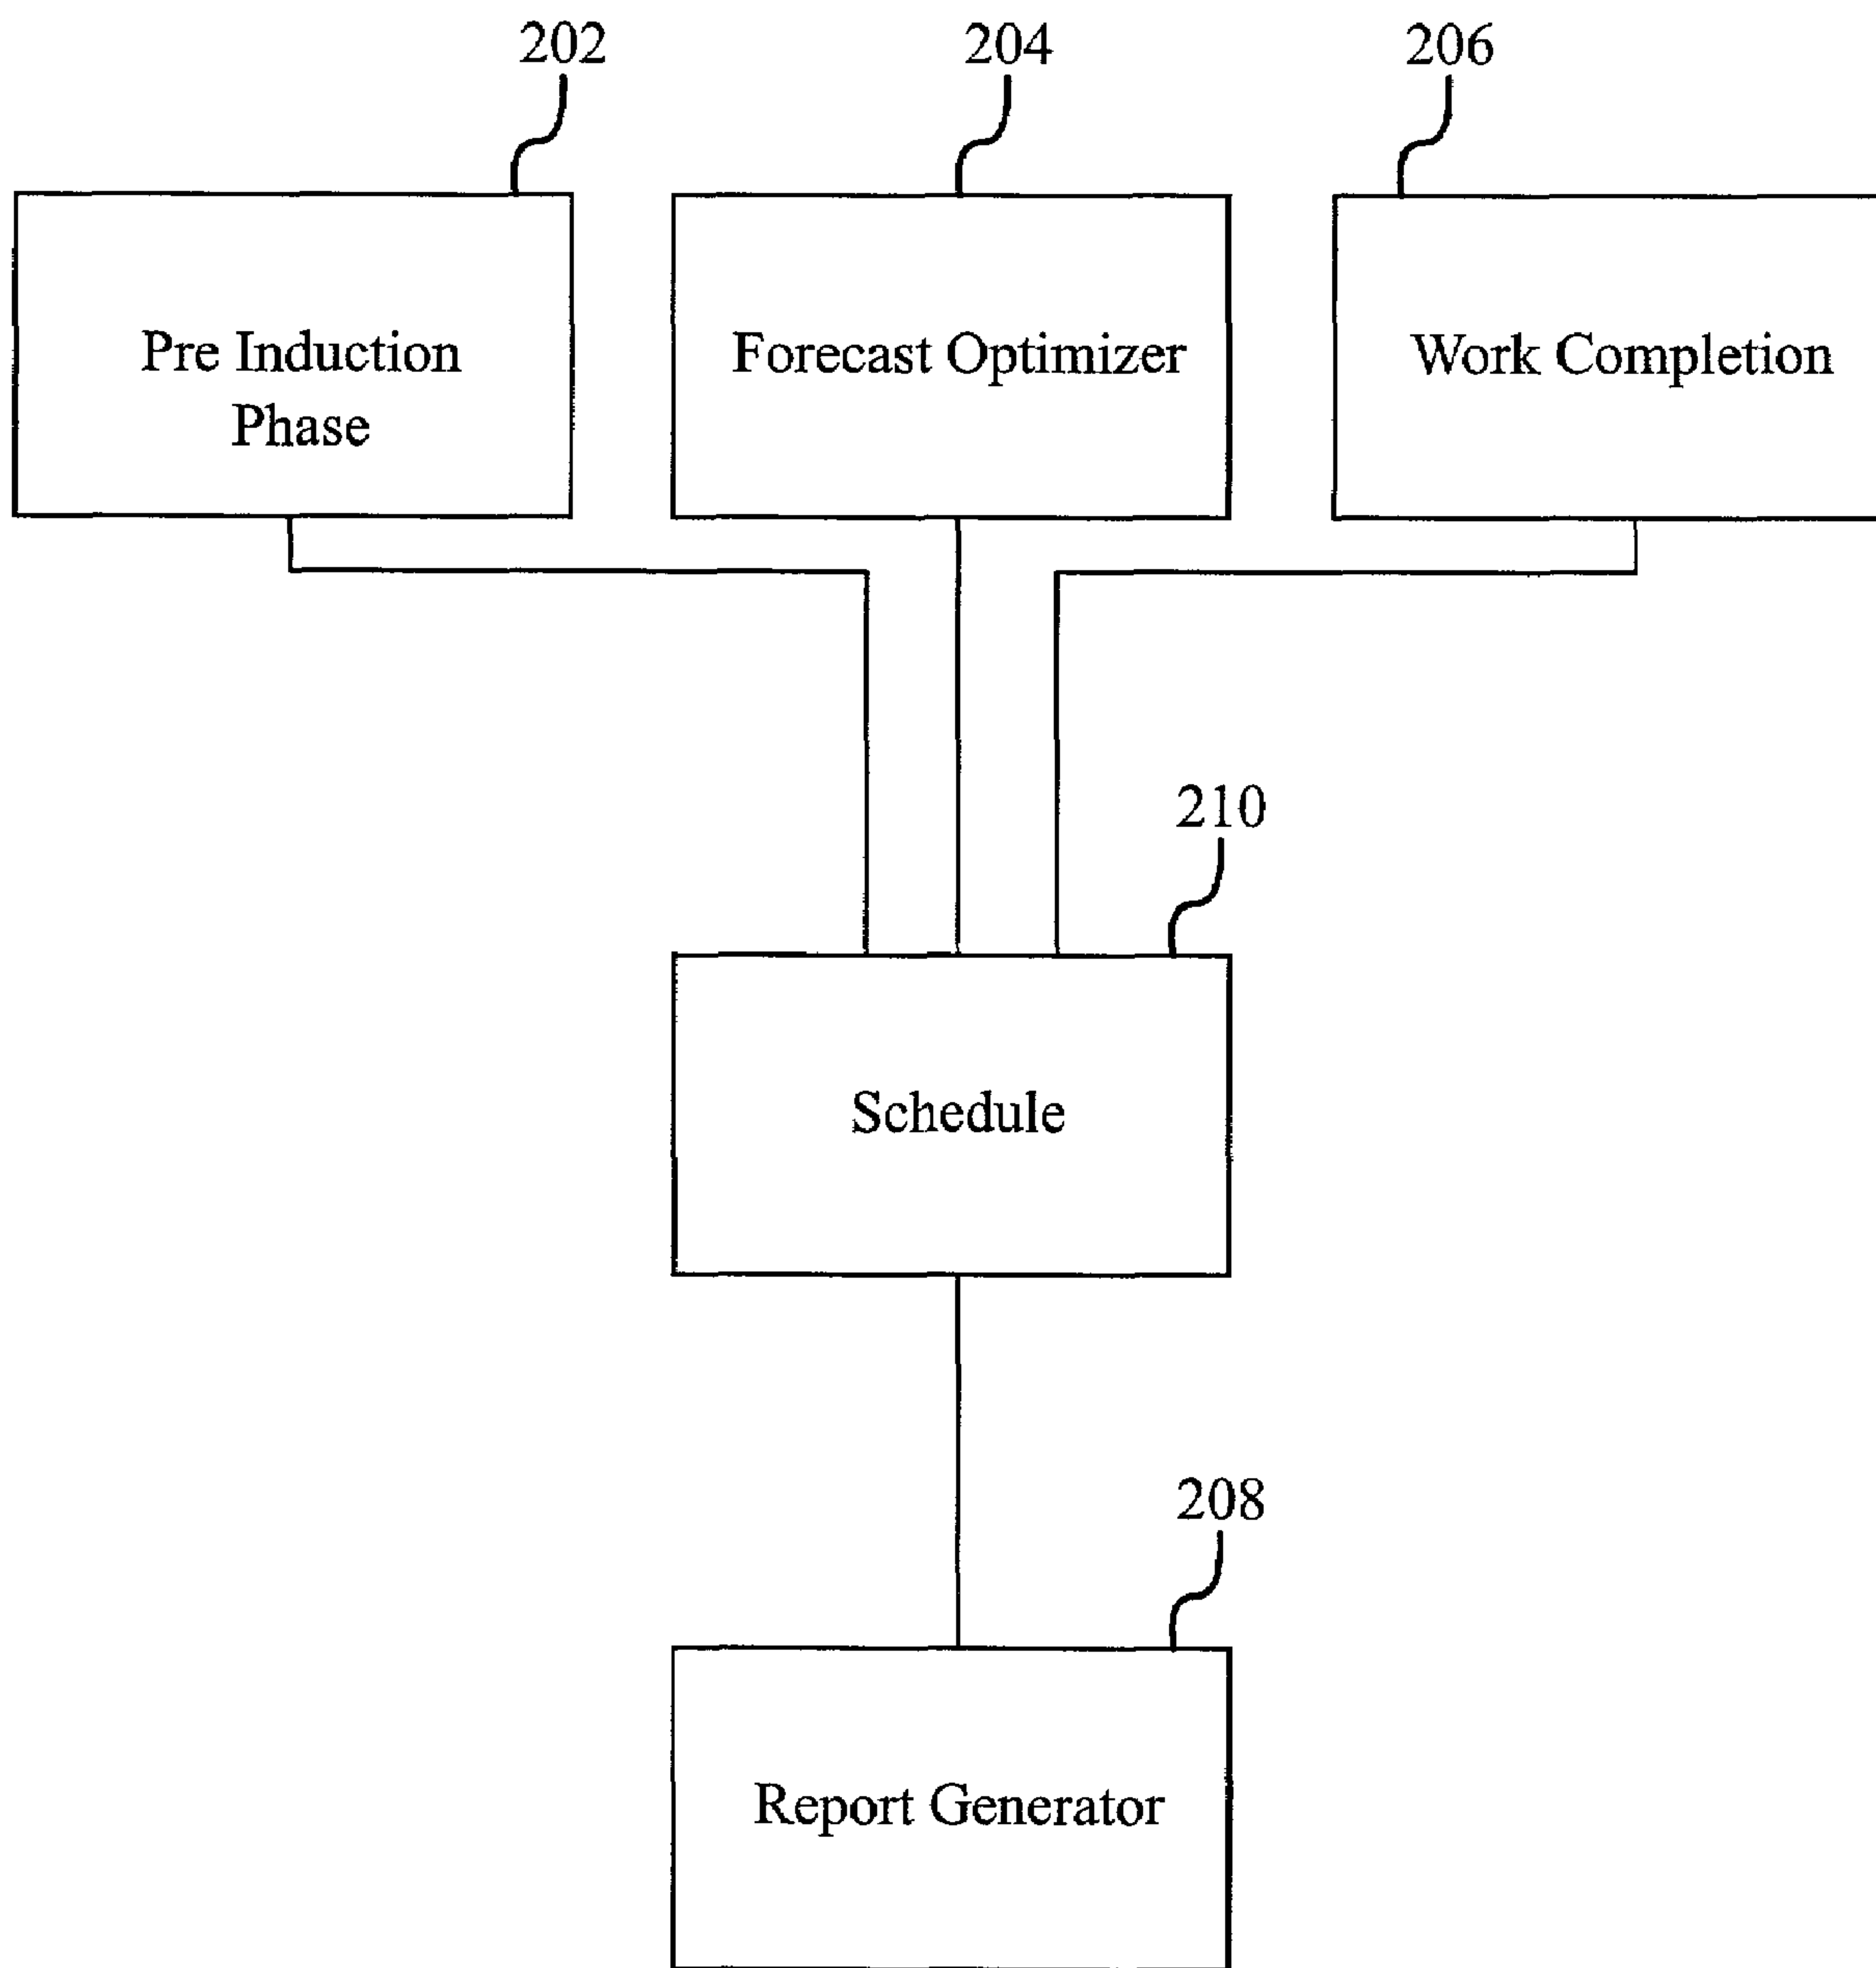 202
204
206
Pre Induction
Phase
Forecast Optimizer
Work Completion
210
Schedule
208
Report Generator